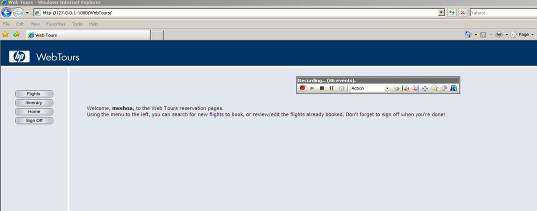 Web Tours - Windows Internet Explorer
http://127.0.0.1:1080/WebTours/
Yahoo!
File Edit View Favorites Tools Help
Web Tours
Page
hp WebTours
Recording... (56 events).
Action
Flights
Itinerary
Home
Sign Off
Welcome, meshoa, to the Web Tours reservation pages.
Using the menu to the left, you can search for new flights to book, or review/edit the flights already booked. Don't forget to sign off when you're done!